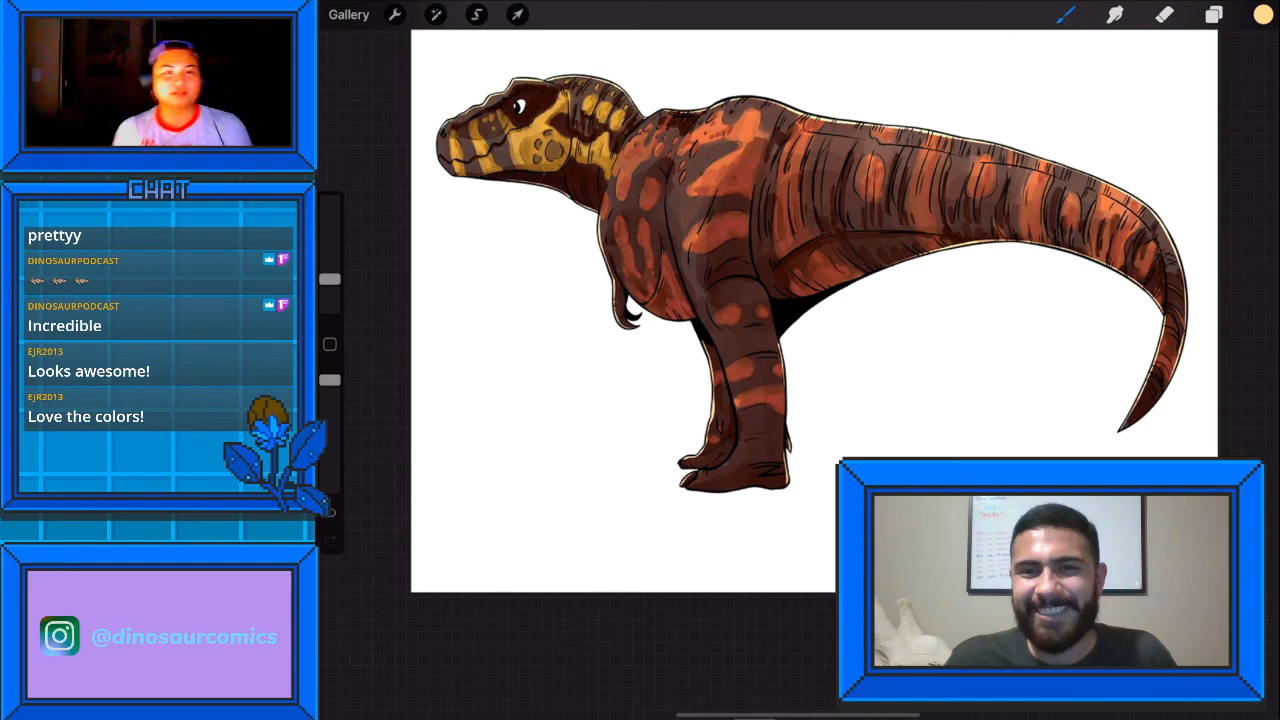 Gallery
CHAT
prettyy
DINOSAURPODCAST
DINOSAURPODCAST
Incredible
EJR2013
Looks awesome!
EJR2013
Love the colors!
@dinosaurcomics